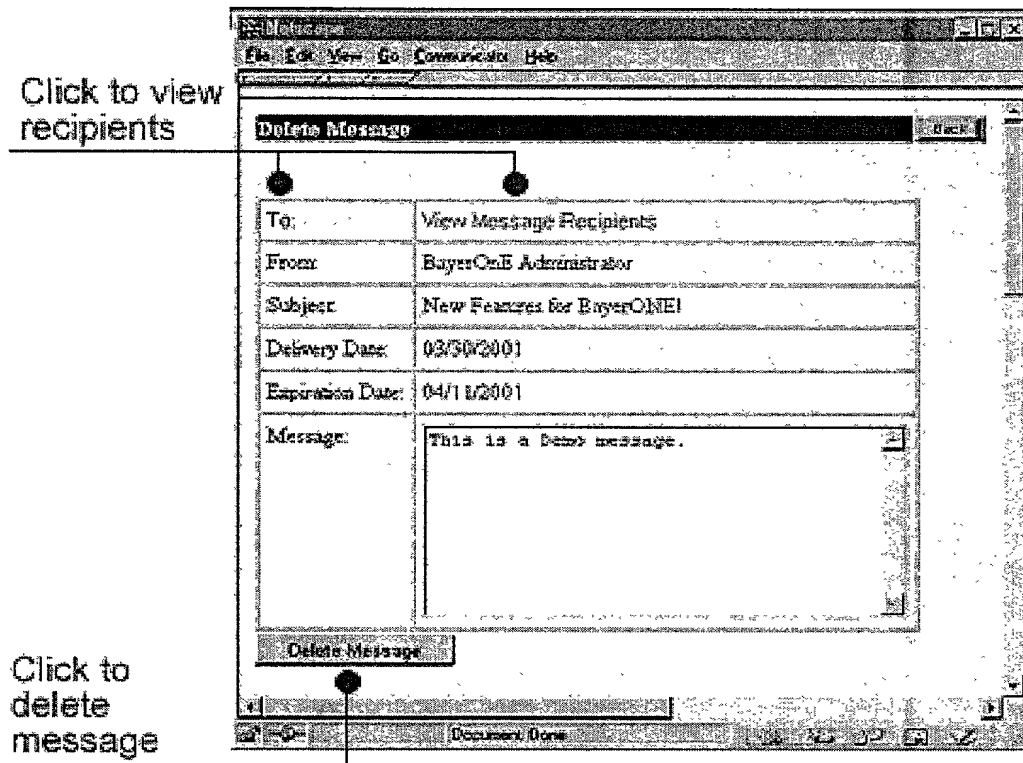 Netscape
File Edit View Go Communicator Help
Click to view
recipients
Delete Message
Back
To:
View Message Recipients
From:
BayerOnE Administrator
Subject:
New Features for BayerONE!
Delivery Date:
03/30/2001
Expiration Date:
04/11/2001
Message:
This is a Demo message.
Delete Message
Click to
delete
message
Document: Done